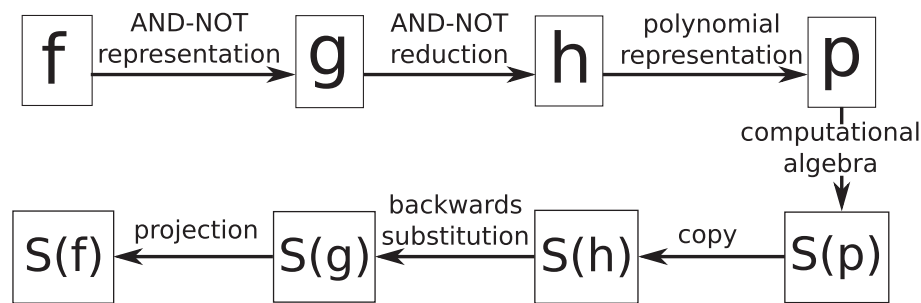 AND-NOT
representation
AND-NOT
reduction
polynomial
representation
f
g
h
p
computational
algebra
backwards
substitution
projection
copy
S(f)
S(g)
S(h)
S(p)